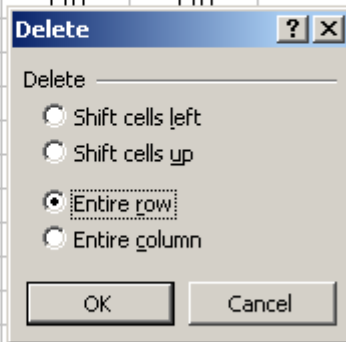 Delete
Delete
Shift cells left
Shift cells up
Entire row
Entire column
OK Cancel